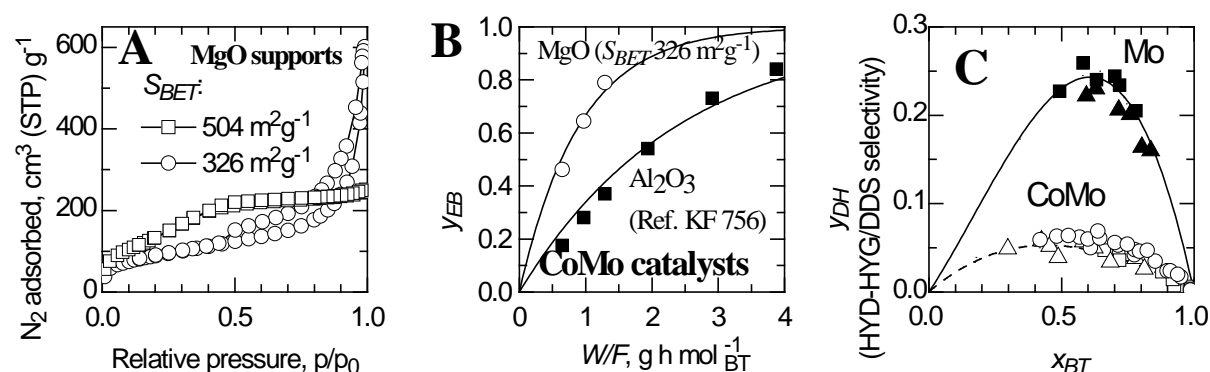 A
MgO supports
S_BET:
504 m²g⁻¹
326 m²g⁻¹
N₂ adsorbed, cm³ (STP) g⁻¹
600
400
200
0
0.0 0.5 1.0
Relative pressure, p/p₀
B
MgO (S_BET 326 m²g⁻¹)
Al₂O₃
(Ref. KF 756)
CoMo catalysts
y_EB
1.0
0.8
0.6
0.4
0.2
0.0
0 1 2 3 4
W/F, g h mol⁻¹_BT
C
Mo
CoMo
y_DH
(HYD-HYG/DDS selectivity)
0.3
0.2
0.1
0.0
0.0 0.5 1.0
x_BT